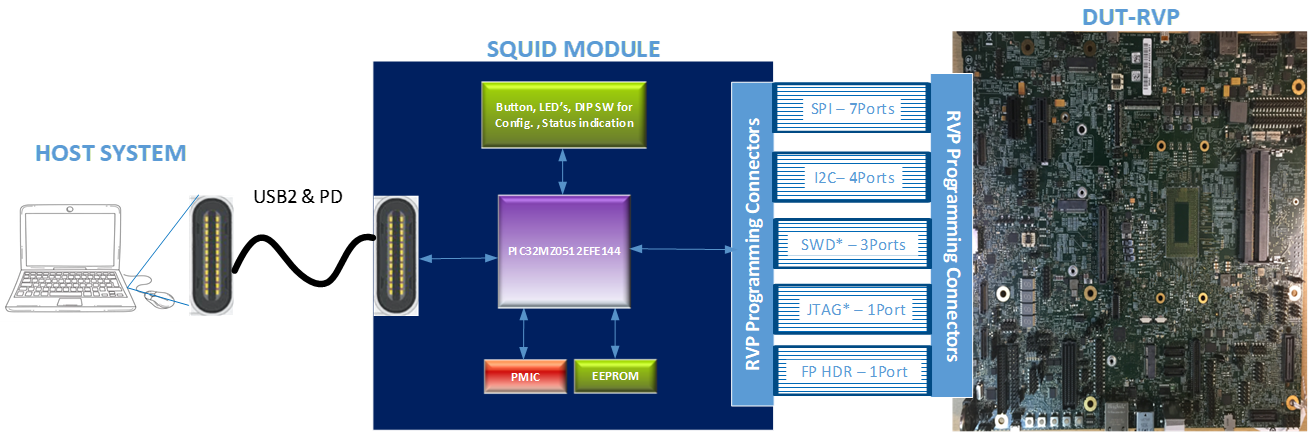 DUT-RVP
SQUID MODULE
HOST SYSTEM
USB2 & PD
Button, LED's, DIP SW for
Config. , Status indication
PIC32MZ0512EFE144
PMIC
EEPROM
RVP Programming Connectors
SPI – 7Ports
I2C– 4Ports
SWD* – 3Ports
JTAG* – 1Port
FP HDR – 1Port
RVP Programming Connectors